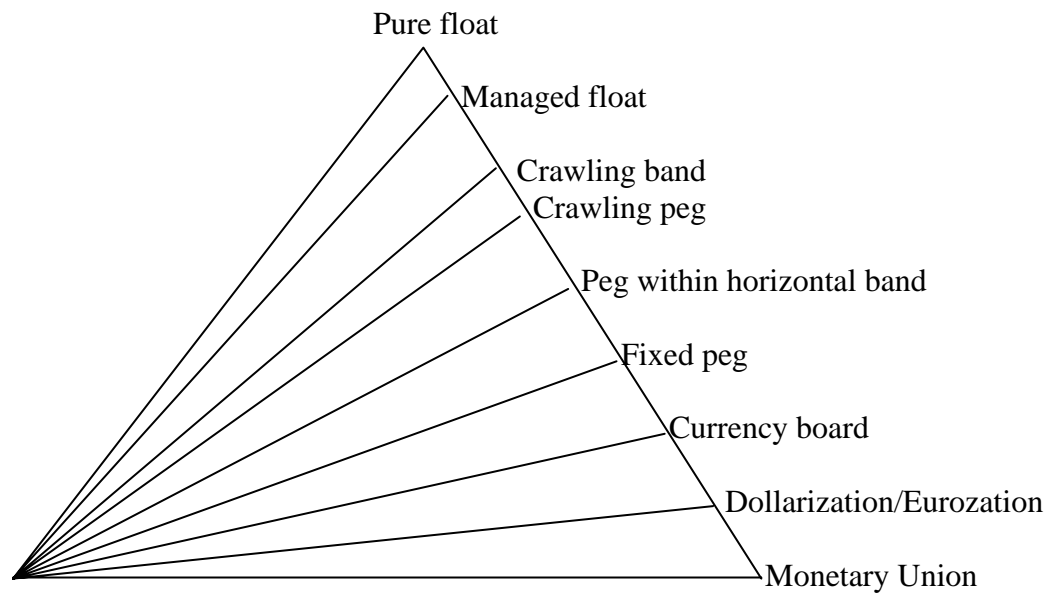 Pure float
Managed float
Crawling band
Crawling peg
Peg within horizontal band
Fixed peg
Currency board
Dollarization/Eurozation
Monetary Union